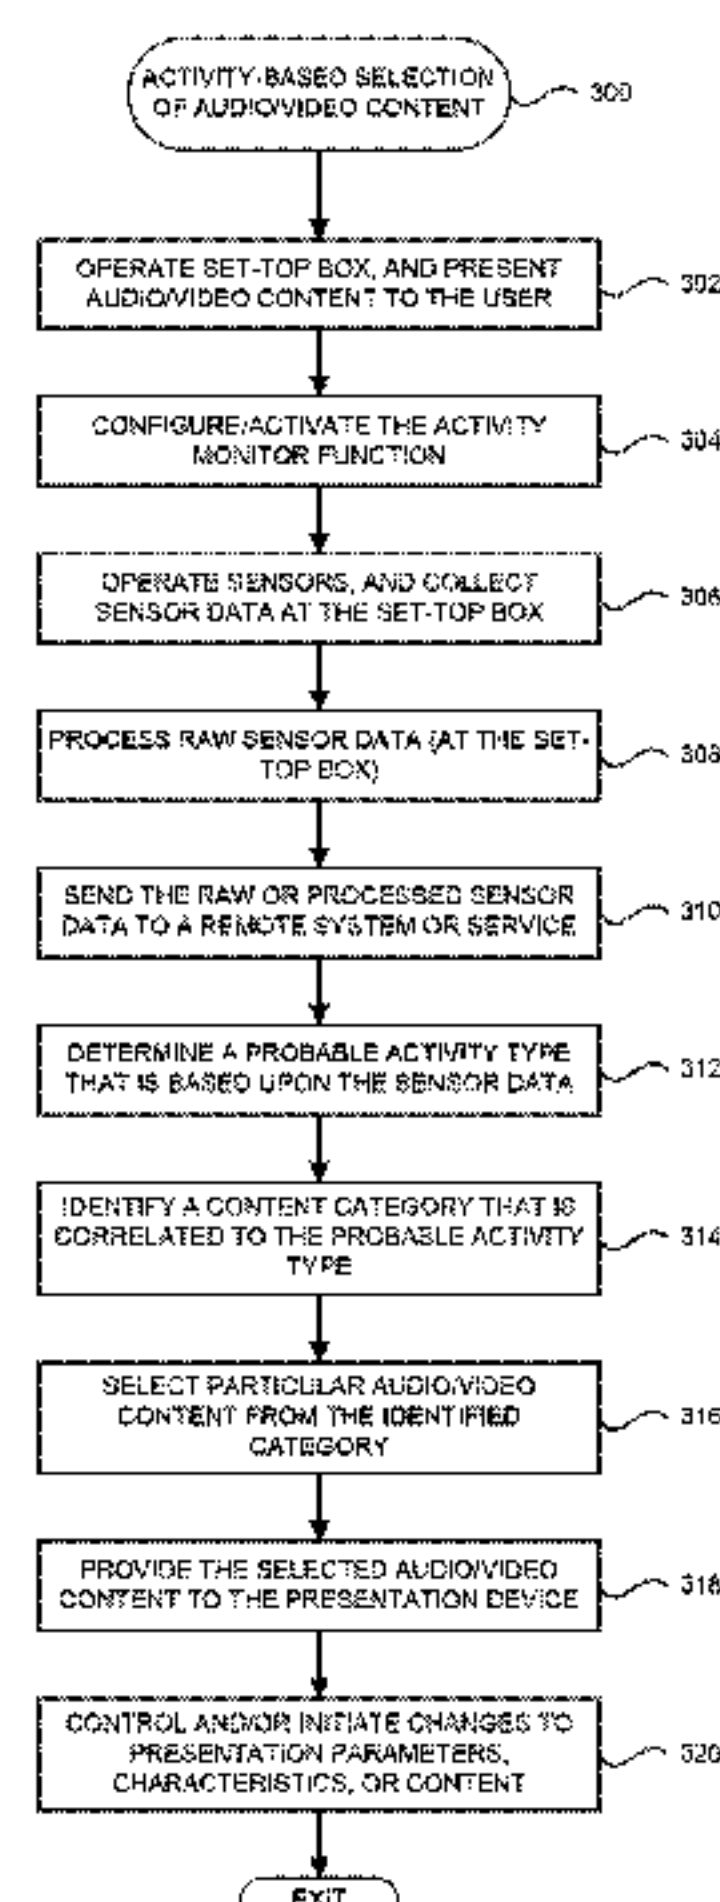 ACTIVITY-BASED SELECTION
OF AUDIO/VIDEO CONTENT
300
OPERATE SET-TOP BOX, AND PRESENT
AUDIO/VIDEO CONTENT TO THE USER
302
CONFIGURE/ACTIVATE THE ACTIVITY
MONITOR FUNCTION
304
OPERATE SENSORS, AND COLLECT
SENSOR DATA AT THE SET-TOP BOX
306
PROCESS RAW SENSOR DATA (AT THE SET-
TOP BOX)
308
SEND THE RAW OR PROCESSED SENSOR
DATA TO A REMOTE SYSTEM OR SERVICE
310
DETERMINE A PROBABLE ACTIVITY TYPE
THAT IS BASED UPON THE SENSOR DATA
312
IDENTIFY A CONTENT CATEGORY THAT IS
CORRELATED TO THE PROBABLE ACTIVITY
TYPE
314
SELECT PARTICULAR AUDIO/VIDEO
CONTENT FROM THE IDENTIFIED
CATEGORY
316
PROVIDE THE SELECTED AUDIO/VIDEO
CONTENT TO THE PRESENTATION DEVICE
318
CONTROL AND/OR INITIATE CHANGES TO
PRESENTATION PARAMETERS,
CHARACTERISTICS, OR CONTENT
320
EXIT